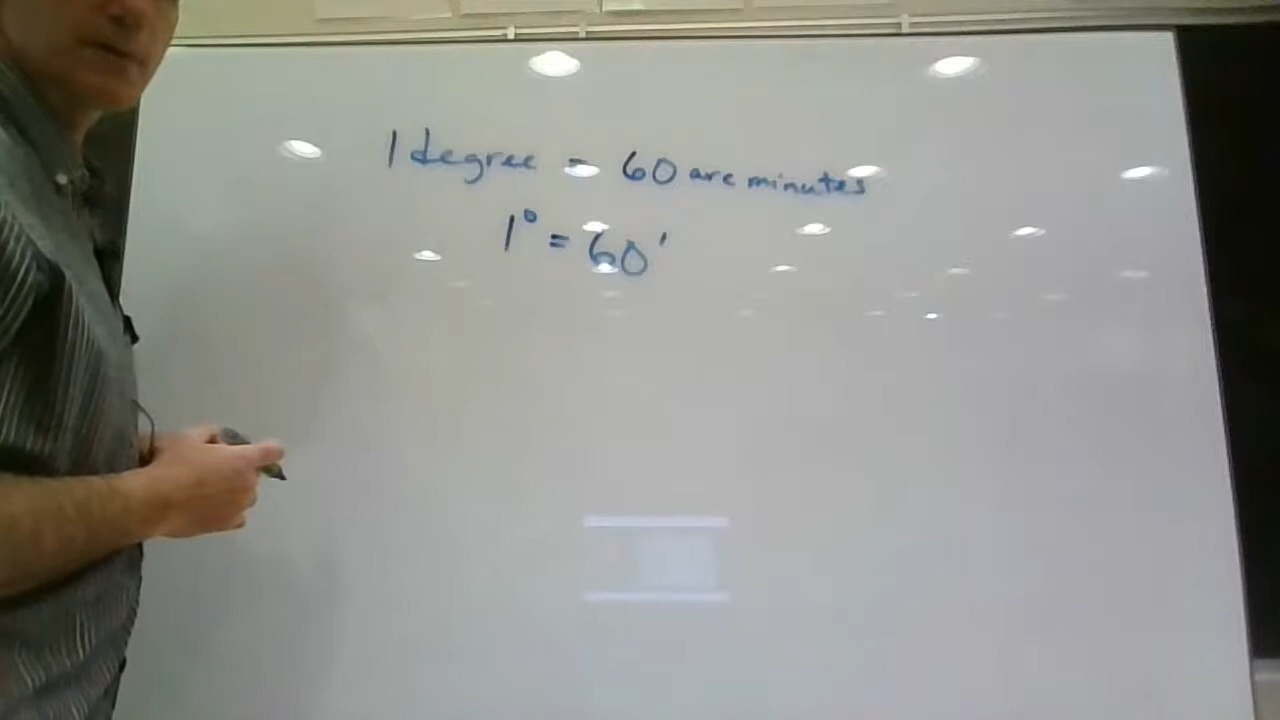 1 degree = 60 arc minutes
1° = 60'